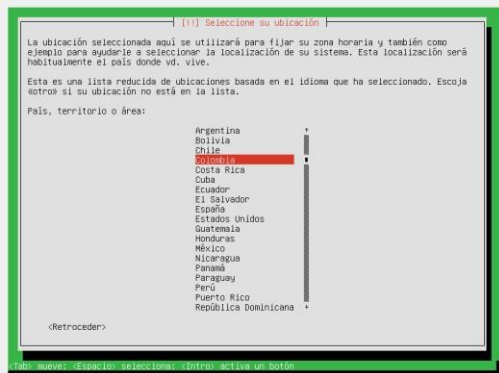 [!!] Seleccione su ubicación
La ubicación seleccionada aquí se utilizará para fijar su zona horaria y también como
ejemplo para ayudarle a seleccionar la localización de su sistema. Esta localización será
habitualmente el país donde vd. vive.
Esta es una lista reducida de ubicaciones basada en el idioma que ha seleccionado. Escoja
«otro» si su ubicación no está en la lista.
País, territorio o área:
Argentina
Bolivia
Chile
Colombia
Costa Rica
Cuba
Ecuador
El Salvador
España
Estados Unidos
Guatemala
Honduras
México
Nicaragua
Panamá
Paraguay
Perú
Puerto Rico
República Dominicana
<Retroceder>
<Tab> mueve; <Espacio> selecciona; <Intro> activa un botón